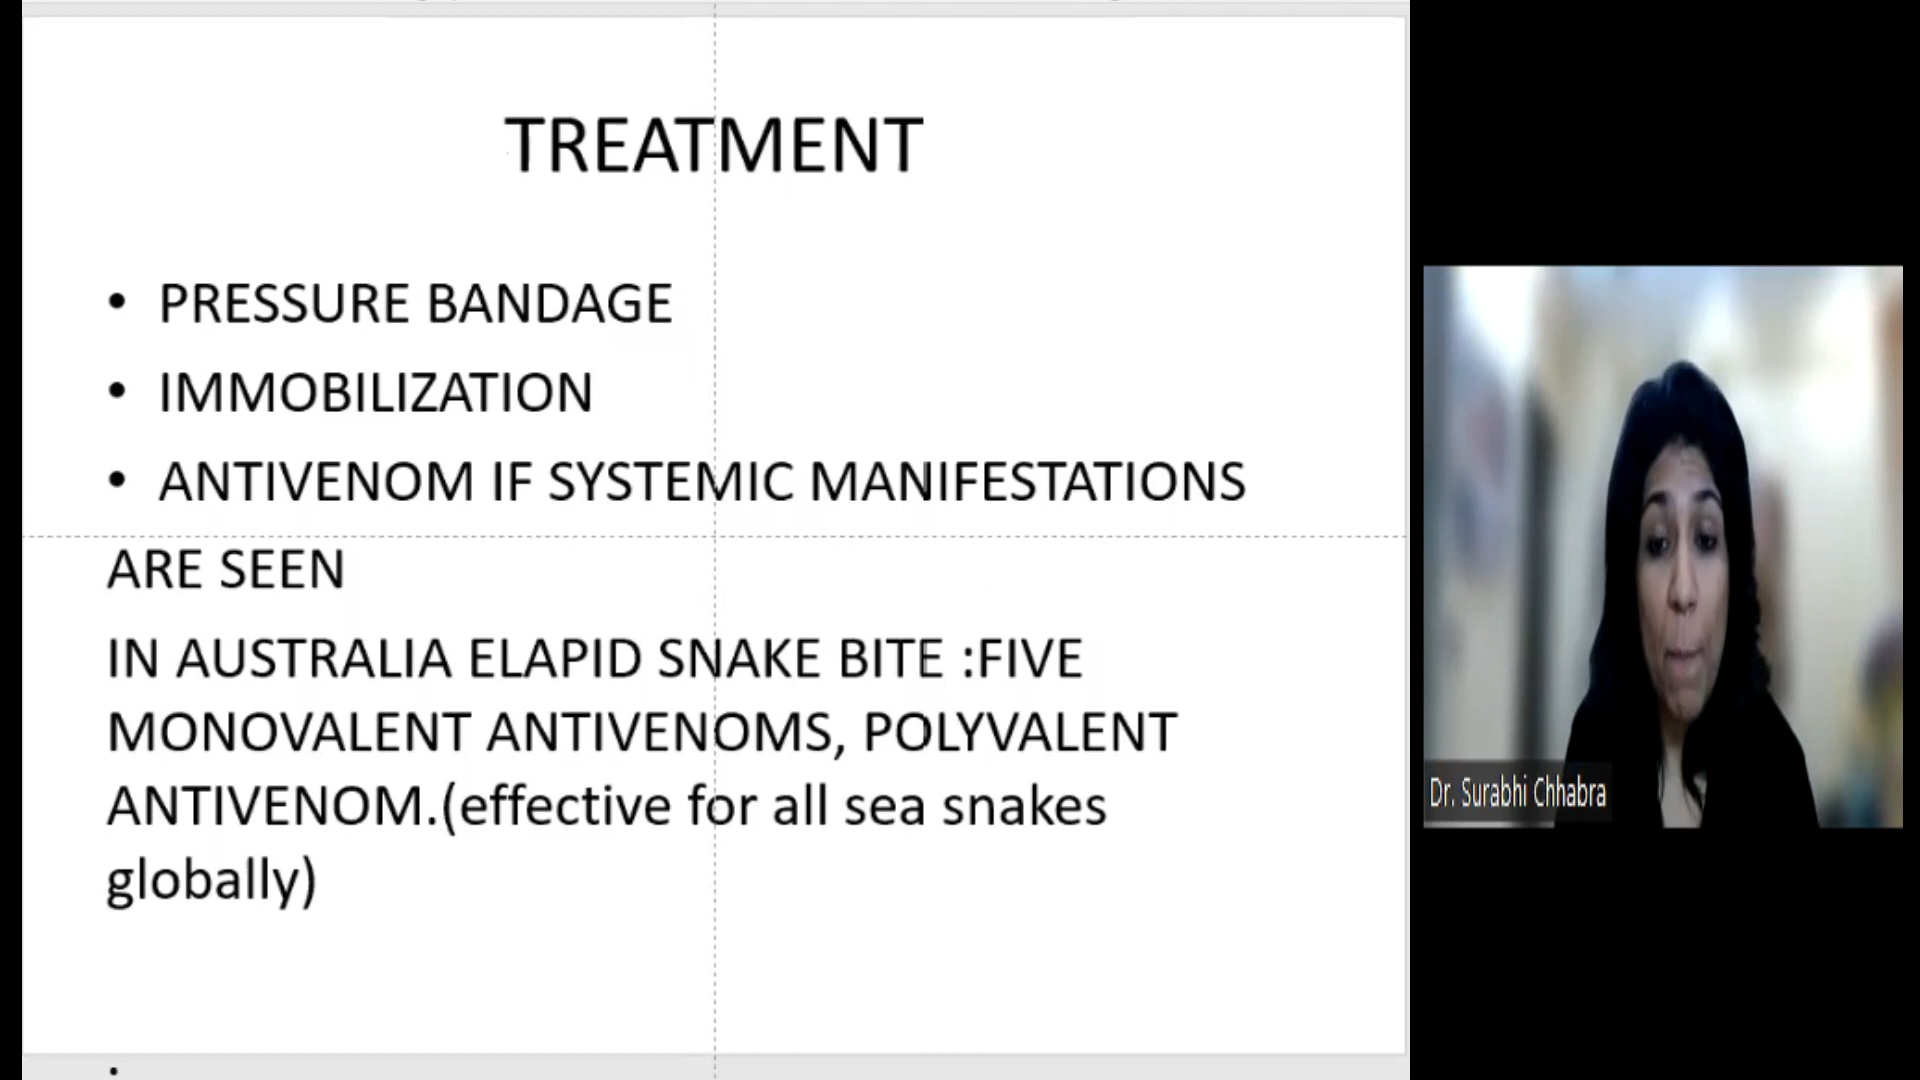 TREATMENT
• PRESSURE BANDAGE
• IMMOBILIZATION
• ANTIVENOM IF SYSTEMIC MANIFESTATIONS
ARE SEEN
IN AUSTRALIA ELAPID SNAKE BITE :FIVE
MONOVALENT ANTIVENOMS, POLYVALENT
ANTIVENOM.(effective for all sea snakes
globally)
Dr. Surabhi Chhabra